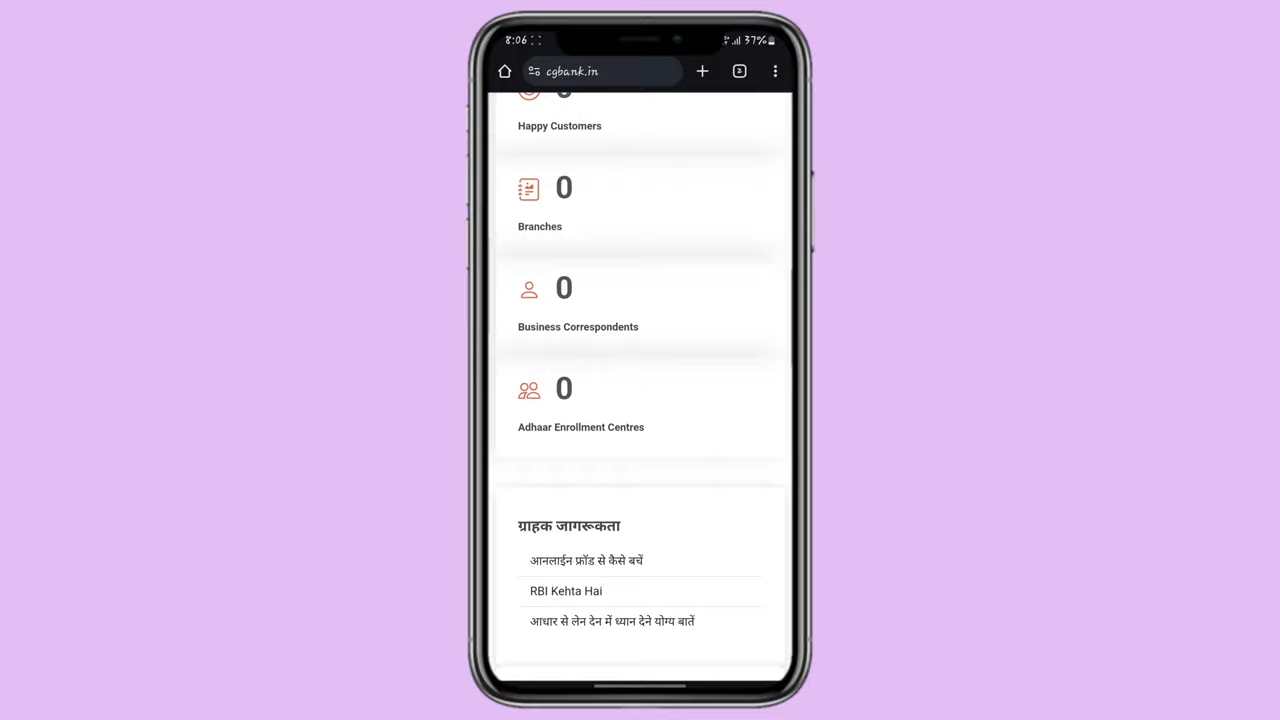 8:06
37%
cgbank.in
Happy Customers
0
Branches
0
Business Correspondents
0
Adhaar Enrollment Centres
ग्राहक जागरूकता
आनलाईन फ्रॉड से कैसे बचें
RBI Kehta Hai
आधार से लेन देन में ध्यान देने योग्य बातें